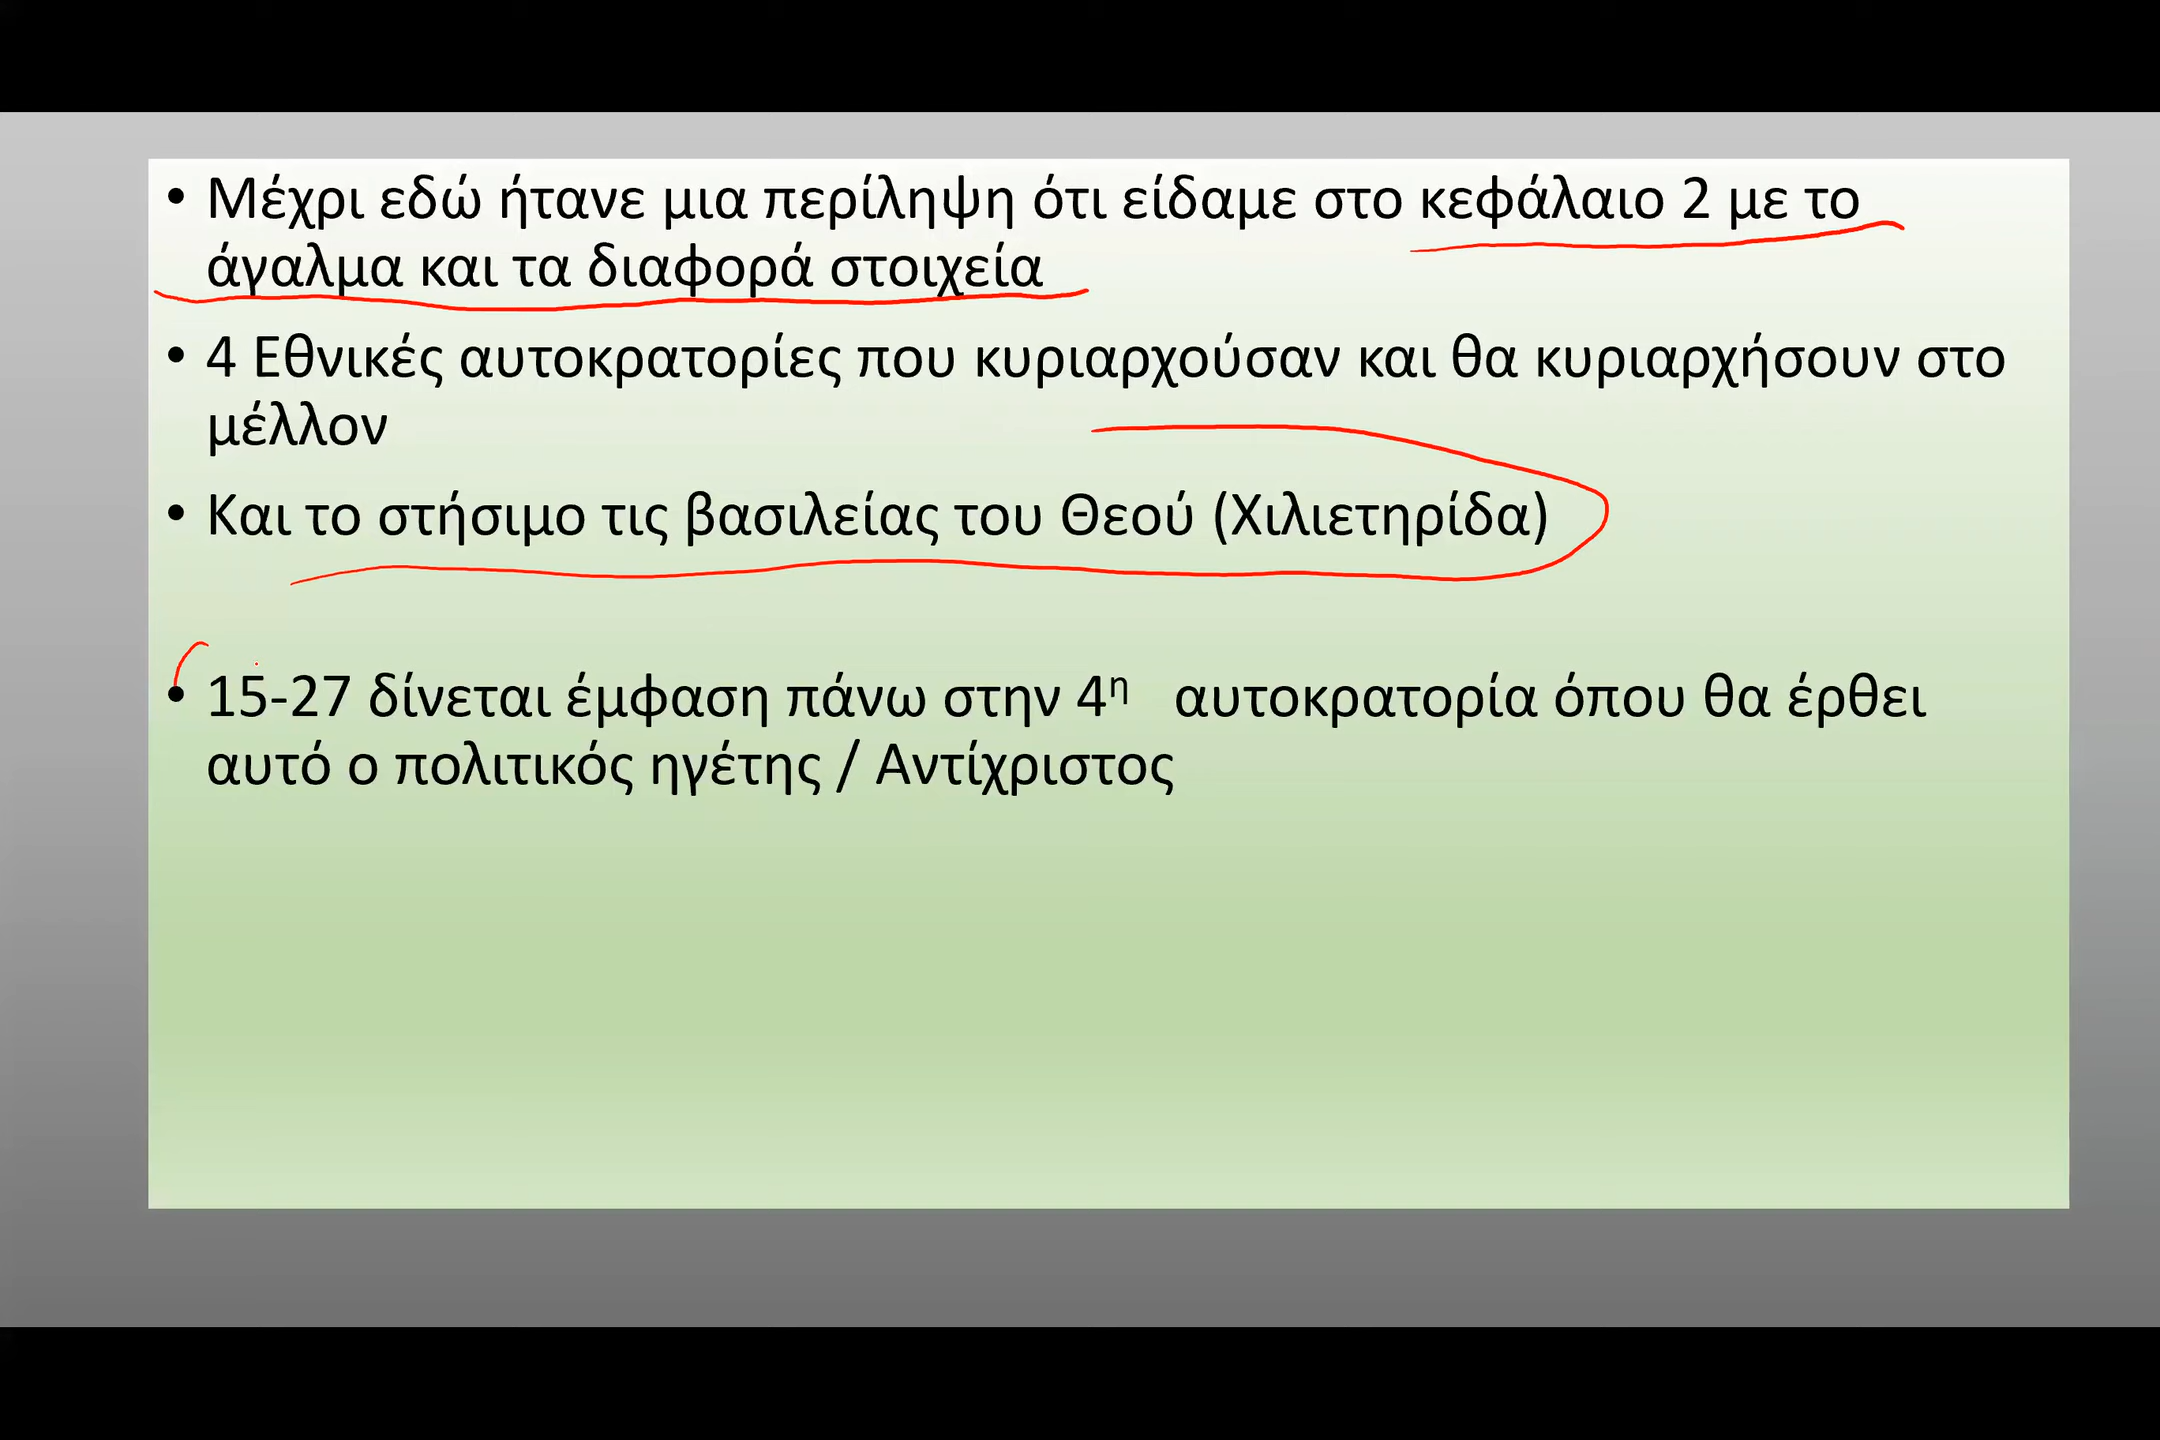 • Μέχρι εδώ ήτανε μια περίληψη ότι είδαμε στο κεφάλαιο 2 με το
άγαλμα και τα διαφορά στοιχεία
• 4 Εθνικές αυτοκρατορίες που κυριαρχούσαν και θα κυριαρχήσουν στο
μέλλον
• Και το στήσιμο τις βασιλείας του Θεού (Χιλιετηρίδα)
• 15-27 δίνεται έμφαση πάνω στην 4η αυτοκρατορία όπου θα έρθει
αυτό ο πολιτικός ηγέτης / Αντίχριστος